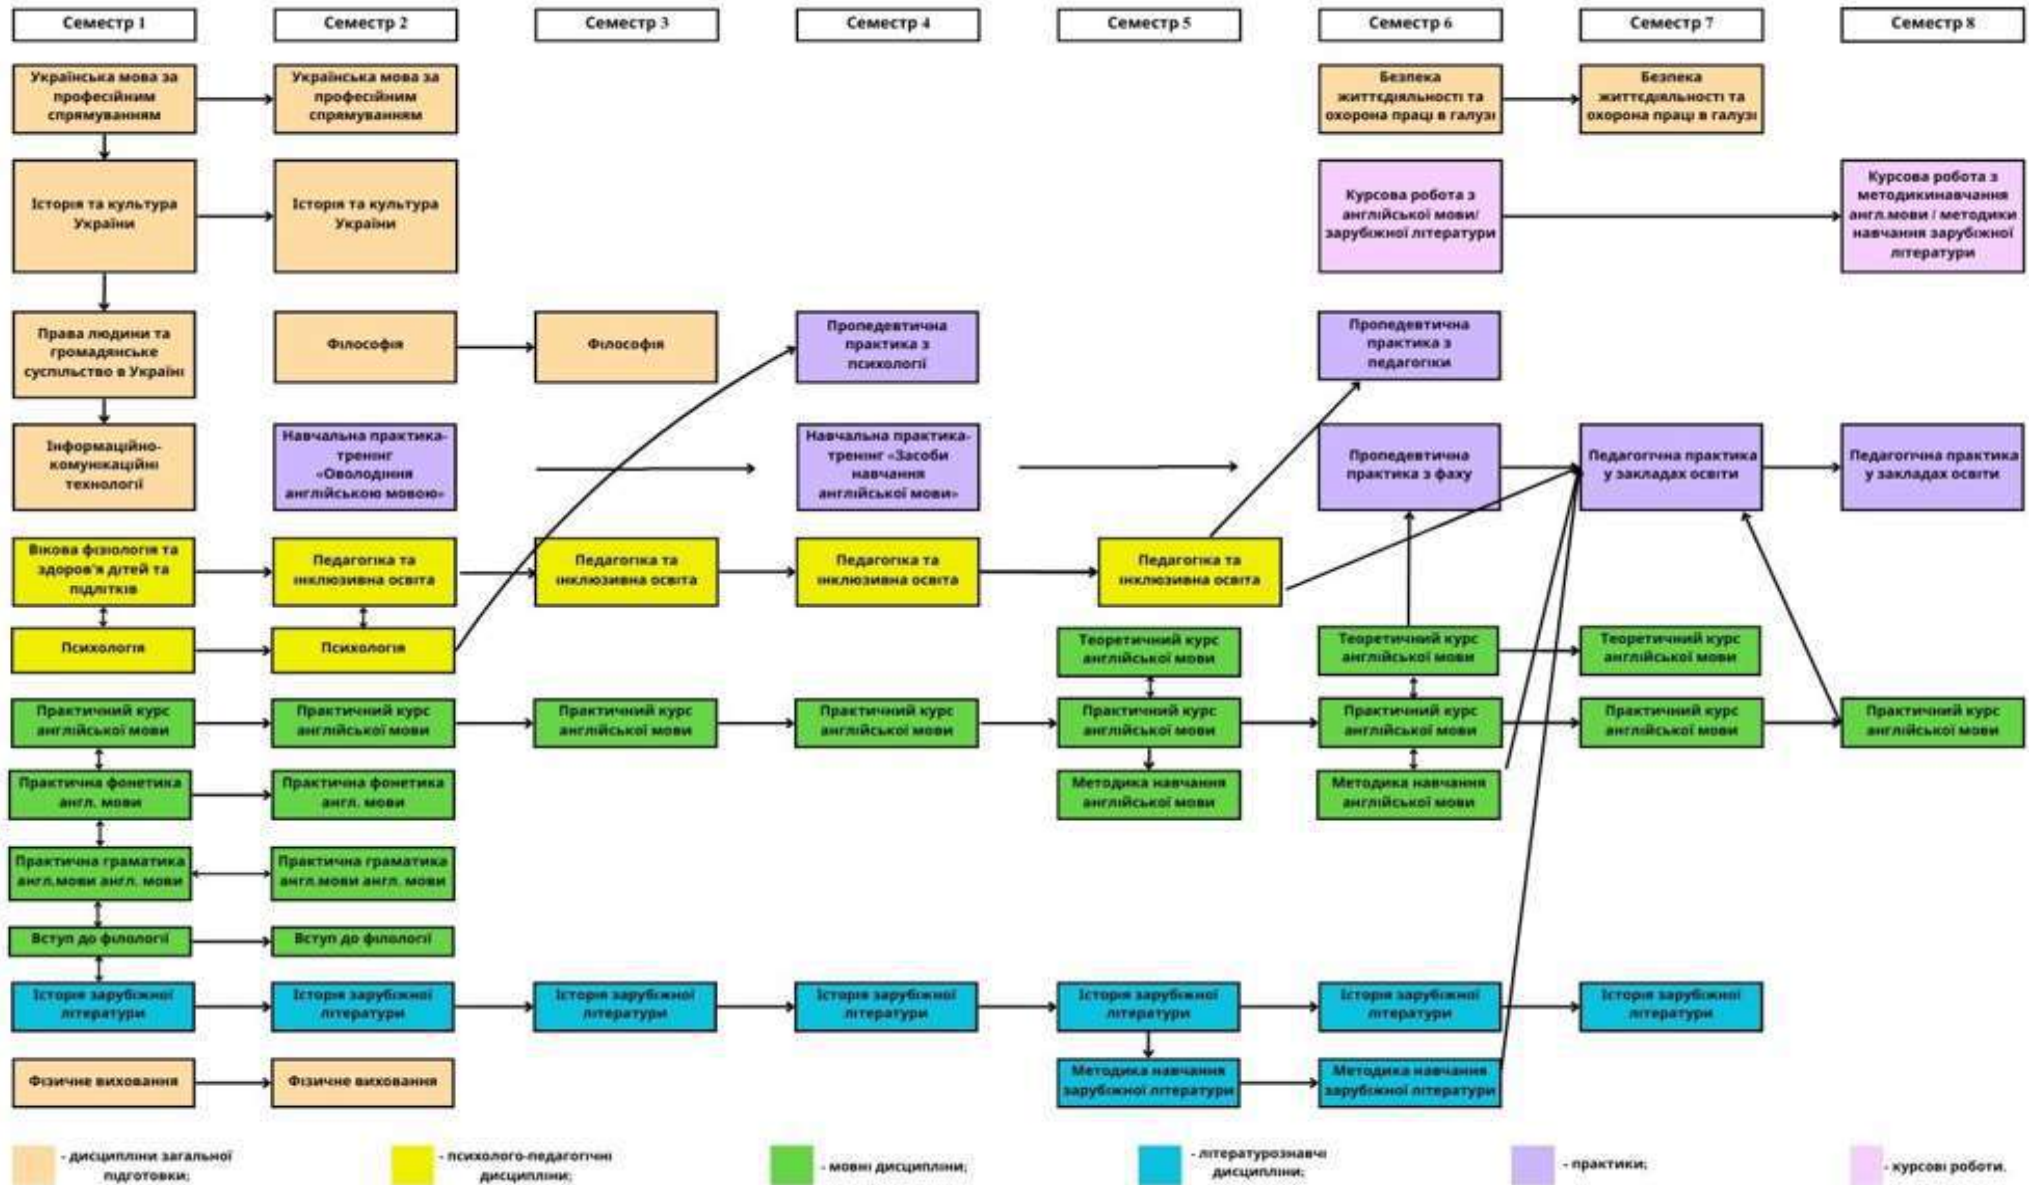 Семестр 1
Семестр 2
Семестр 3
Семестр 4
Семестр 5
Семестр 6
Семестр 7
Семестр 8
Українська мова за
професійним
спрямуванням
Українська мова за
професійним
спрямуванням
Безпека
життєдіяльності та
охорона праці в галузі
Безпека
життєдіяльності та
охорона праці в галузі
Історія та культура
України
Історія та культура
України
Курсова робота з
англійської мови/
зарубіжної літератури
Курсова робота з
методикинавчання
англ.мови / методики
навчання зарубіжної
літератури
Права людини та
громадянське
суспільство в Україні
Філософія
Філософія
Пропедевтична
практика з
психології
Пропедевтична
практика з
педагогіки
Інформаційно-
комунікаційні
технології
Навчальна практика-
тренінг
«Оволодіння
англійською мовою»
Навчальна практика-
тренінг «Засоби
навчання
англійської мови»
Пропедевтична
практика з фаху
Педагогічна практика
у закладах освіти
Педагогічна практика
у закладах освіти
Вікова фізіологія та
здоров'я дітей та
підлітків
Педагогіка та
інклюзивна освіта
Педагогіка та
інклюзивна освіта
Педагогіка та
інклюзивна освіта
Педагогіка та
інклюзивна освіта
Психологія
Психологія
Теоретичний курс
англійської мови
Теоретичний курс
англійської мови
Теоретичний курс
англійської мови
Практичний курс
англійської мови
Практичний курс
англійської мови
Практичний курс
англійської мови
Практичний курс
англійської мови
Практичний курс
англійської мови
Практичний курс
англійської мови
Практичний курс
англійської мови
Практичний курс
англійської мови
Практична фонетика
англ. мови
Практична фонетика
англ. мови
Методика навчання
англійської мови
Методика навчання
англійської мови
Практична граматика
англ.мови англ. мови
Практична граматика
англ.мови англ. мови
Вступ до філології
Вступ до філології
Історія зарубіжної
літератури
Історія зарубіжної
літератури
Історія зарубіжної
літератури
Історія зарубіжної
літератури
Історія зарубіжної
літератури
Історія зарубіжної
літератури
Історія зарубіжної
літератури
Фізичне виховання
Фізичне виховання
Методика навчання
зарубіжної літератури
Методика навчання
зарубіжної літератури
- дисципліни загальної
підготовки;
- психолого-педагогічні
дисципліни;
- мовні дисципліни;
- літературознавчі
дисципліни;
- практики;
- курсові роботи.